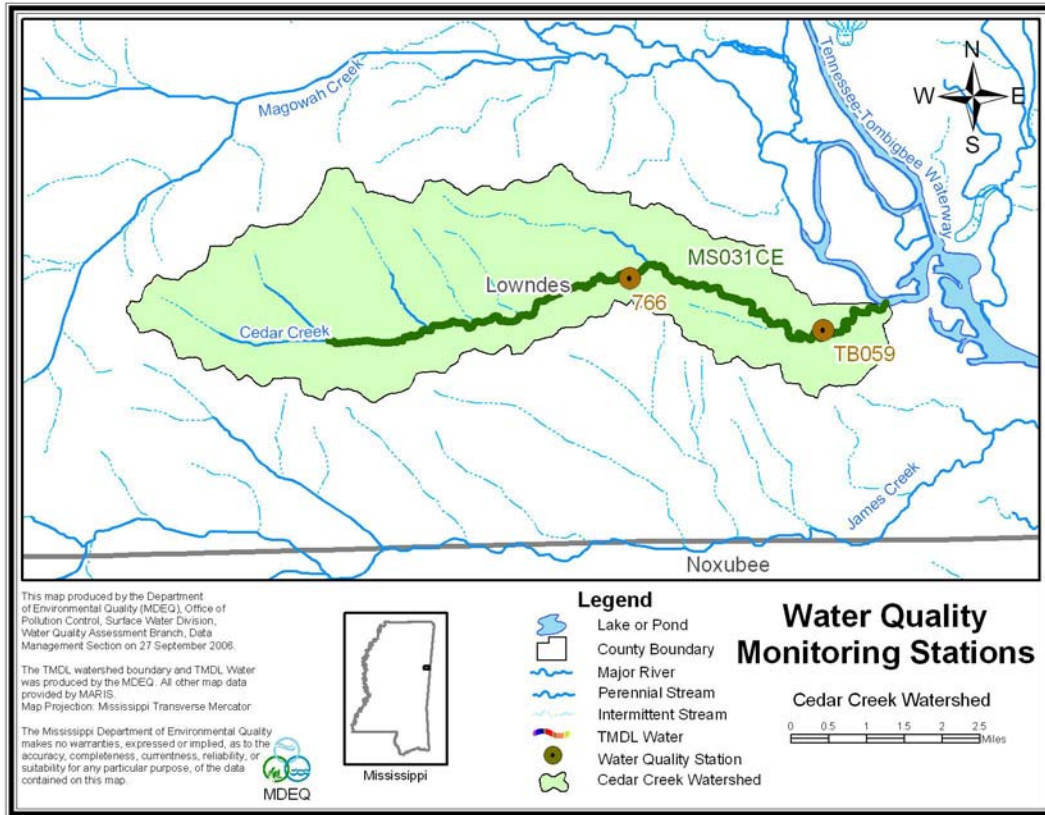 Magowah Creek
Tennessee-Tombigbee Waterway
N
W E
S
MS031CE
Lowndes
766
Cedar Creek
TB059
James Creek
Noxubee
This map produced by the Department
of Environmental Quality (MDEQ), Office of
Pollution Control, Surface Water Division,
Water Quality Assessment Branch, Data
Management Section on 27 September 2006.
The TMDL watershed boundary and TMDL Water
was produced by the MDEQ. All other map data
provided by MARIS.
Map Projection: Mississippi Transverse Mercator
The Mississippi Department of Environmental Quality
makes no warranties, expressed or implied, as to the
accuracy, completeness, currentness, reliability, or
suitability for any particular purpose, of the data
contained on this map.
MDEQ
Mississippi
Legend
Lake or Pond
County Boundary
Major River
Perennial Stream
Intermittent Stream
TMDL Water
Water Quality Station
Cedar Creek Watershed
Water Quality
Monitoring Stations
Cedar Creek Watershed
0 0.5 1 1.5 2 2.5
Miles